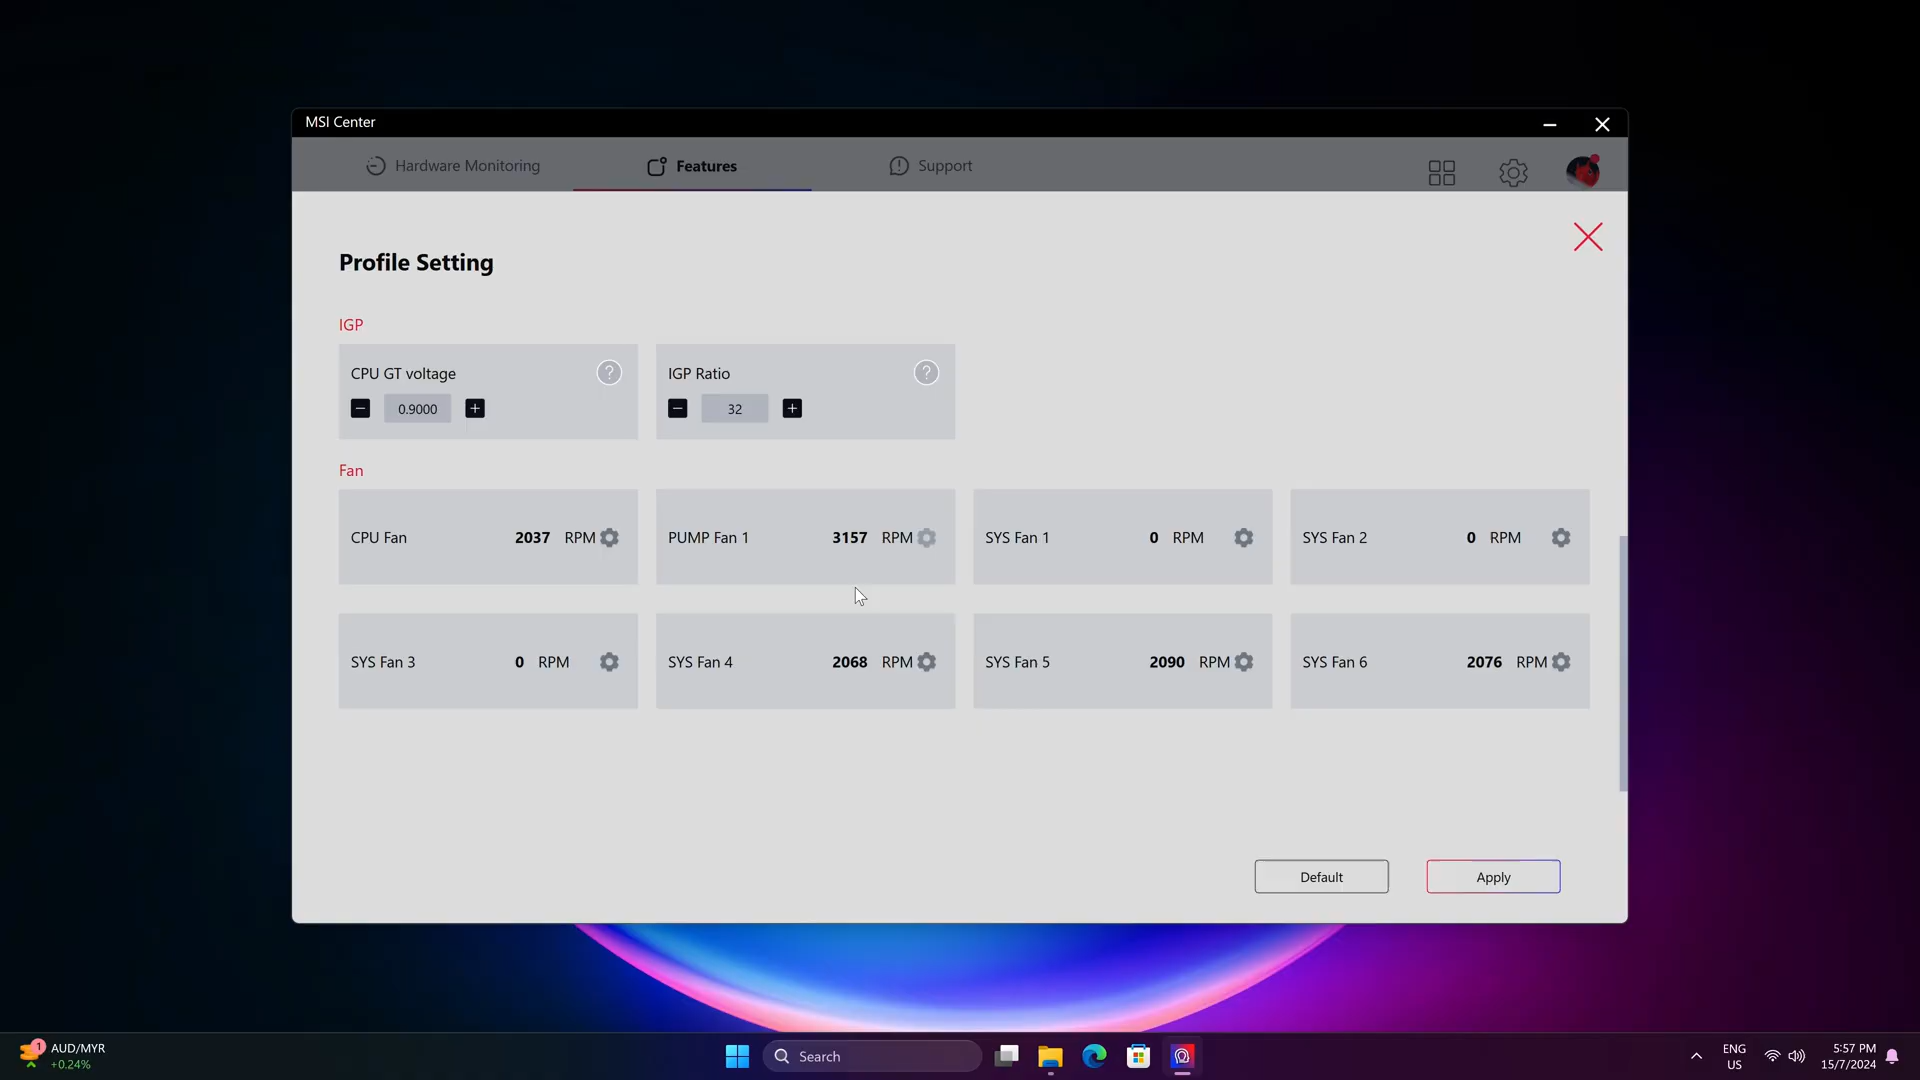 MSI Center
Hardware Monitoring
Features
Support
Profile Setting
IGP
CPU GT voltage ?
− 0.9000 +
IGP Ratio ?
− 32 +
Fan
CPU Fan 2037 RPM
PUMP Fan 1 3157 RPM
SYS Fan 1 0 RPM
SYS Fan 2 0 RPM
SYS Fan 3 0 RPM
SYS Fan 4 2068 RPM
SYS Fan 5 2090 RPM
SYS Fan 6 2076 RPM
Default
Apply
1
AUD/MYR
+0.24%
Search
ENG
US
5:57 PM
15/7/2024